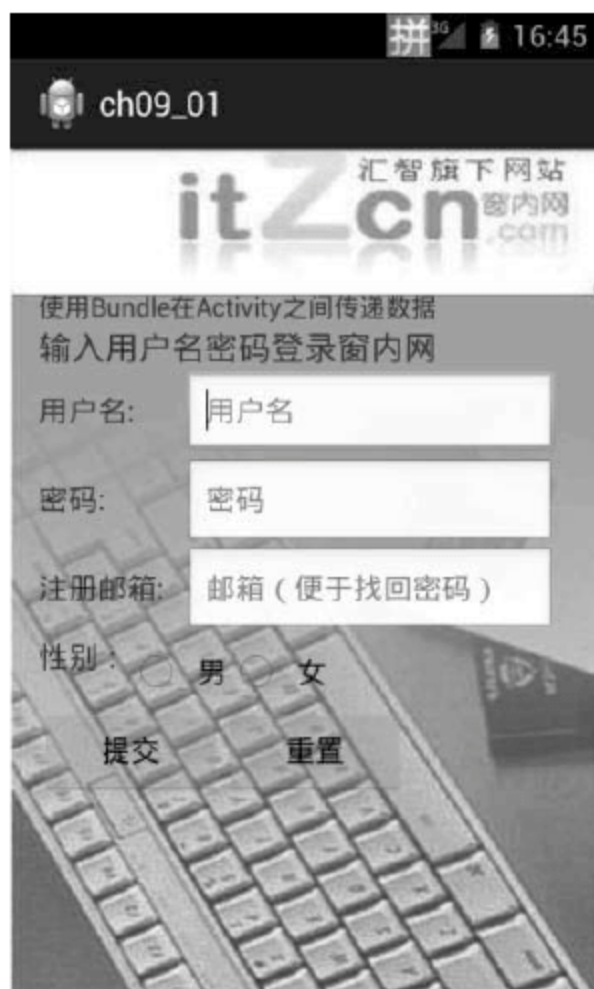 拼 3G 16:45
ch09_01
汇智旗下网站
itZcn 窗内网
.com
使用Bundle在Activity之间传递数据
输入用户名密码登录窗内网
用户名: 用户名
密码: 密码
注册邮箱: 邮箱（便于找回密码）
性别： 男 女
提交 重置